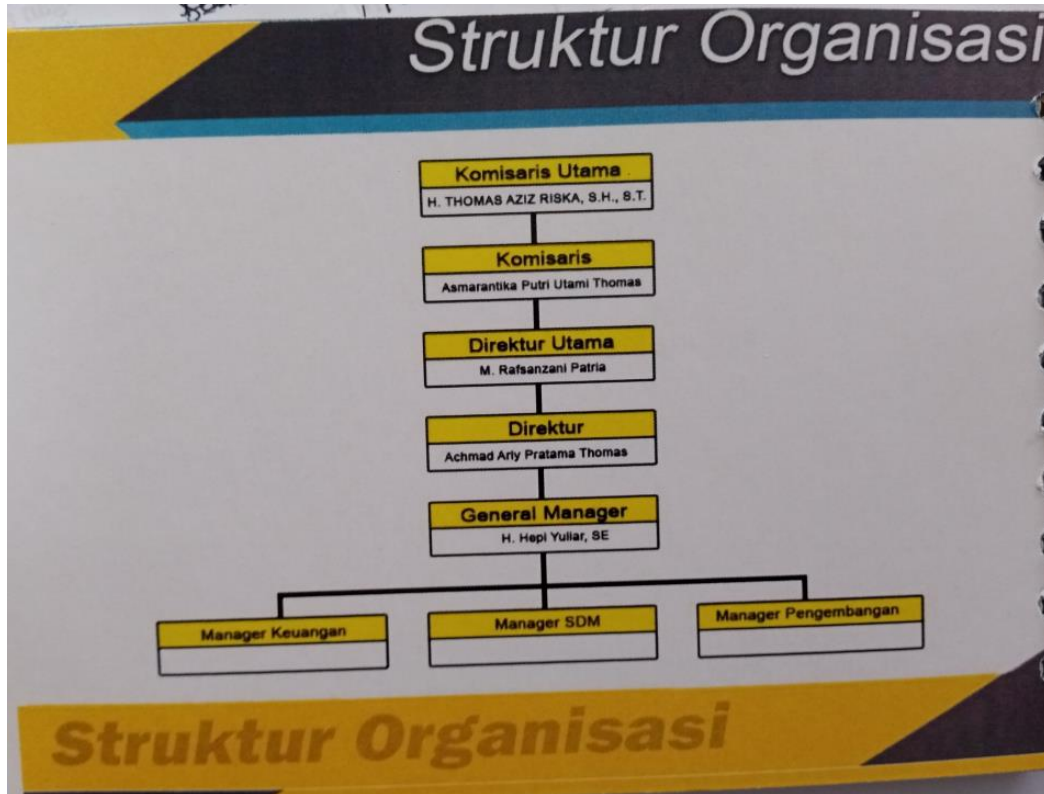 Struktur Organisasi
Komisaris Utama
H. THOMAS AZIZ RISKA, S.H., S.T.
Komisaris
Asmarantika Putri Utami Thomas
Direktur Utama
M. Rafsanzani Patria
Direktur
Achmad Arly Pratama Thomas
General Manager
H. Hepi Yuliar, SE
Manager Keuangan
Manager SDM
Manager Pengembangan
Struktur Organisasi